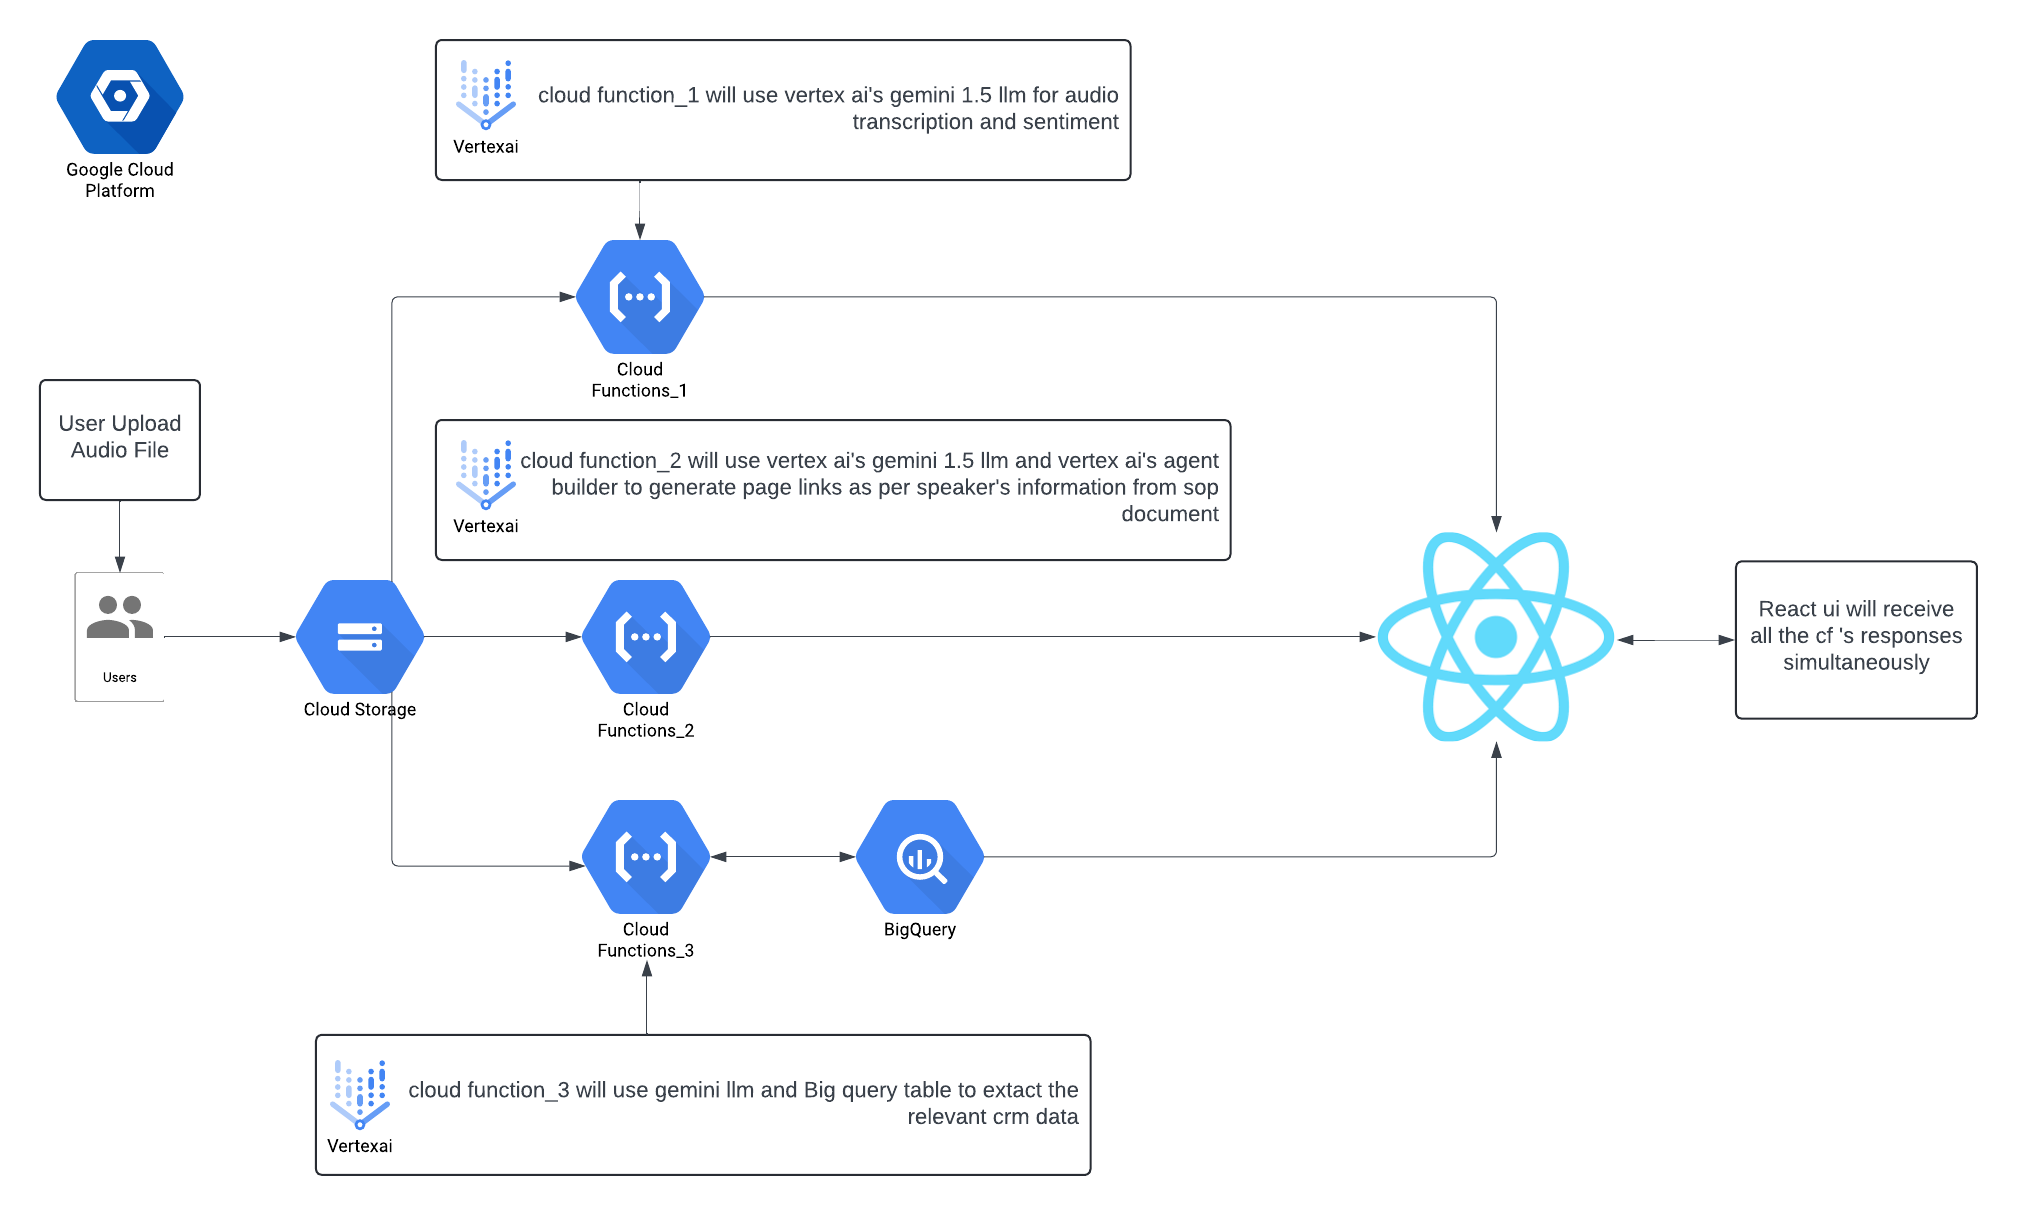 Google Cloud
Platform
Vertexai
cloud function_1 will use vertex ai's gemini 1.5 llm for audio
transcription and sentiment
Cloud
Functions_1
User Upload
Audio File
Vertexai
cloud function_2 will use vertex ai's gemini 1.5 llm and vertex ai's agent
builder to generate page links as per speaker's information from sop
document
Users
Cloud Storage
Cloud
Functions_2
React ui will receive
all the cf 's responses
simultaneously
Cloud
Functions_3
BigQuery
Vertexai
cloud function_3 will use gemini llm and Big query table to extact the
relevant crm data